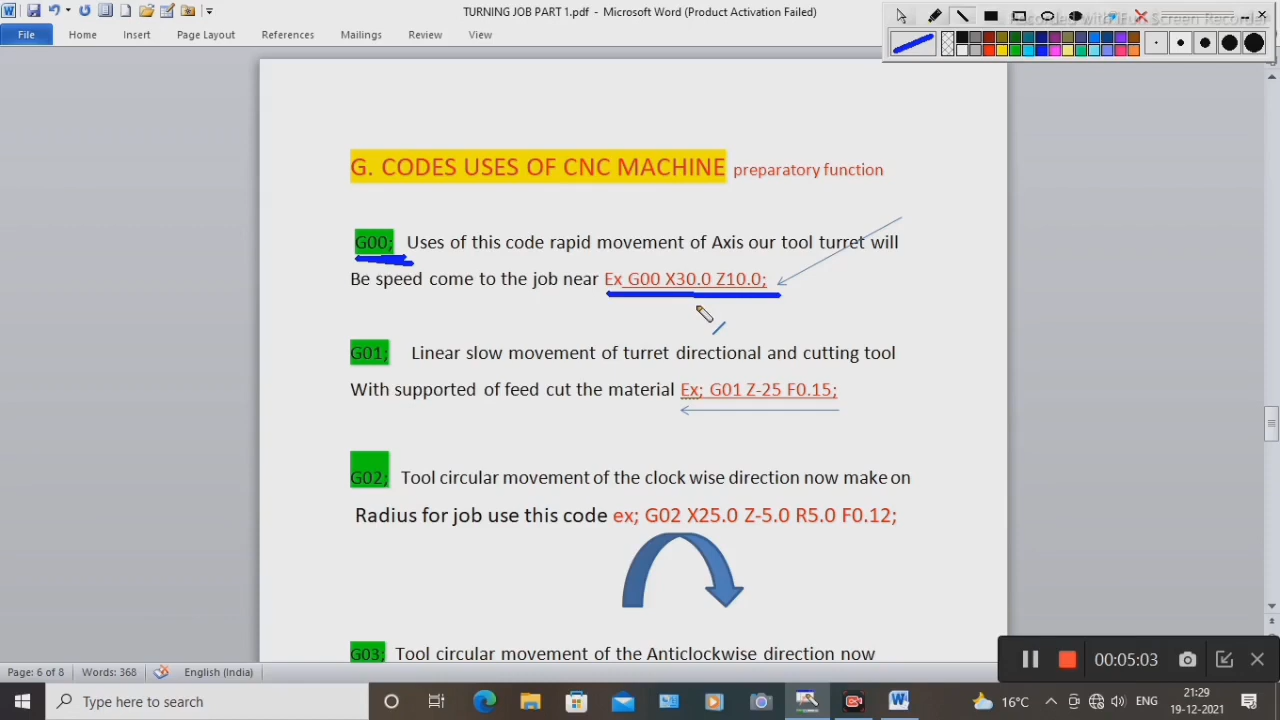 TURNING JOB PART 1.pdf - Microsoft Word (Product Activation Failed)
File Home Insert Page Layout References Mailings Review View
G. CODES USES OF CNC MACHINE preparatory function
G00; Uses of this code rapid movement of Axis our tool turret will
Be speed come to the job near Ex G00 X30.0 Z10.0;
G01; Linear slow movement of turret directional and cutting tool
With supported of feed cut the material Ex; G01 Z-25 F0.15;
G02; Tool circular movement of the clock wise direction now make on
Radius for job use this code ex; G02 X25.0 Z-5.0 R5.0 F0.12;
G03; Tool circular movement of the Anticlockwise direction now
00:05:03
Page: 6 of 8 Words: 368 English (India)
Type here to search
16°C ENG 21:29
19-12-2021